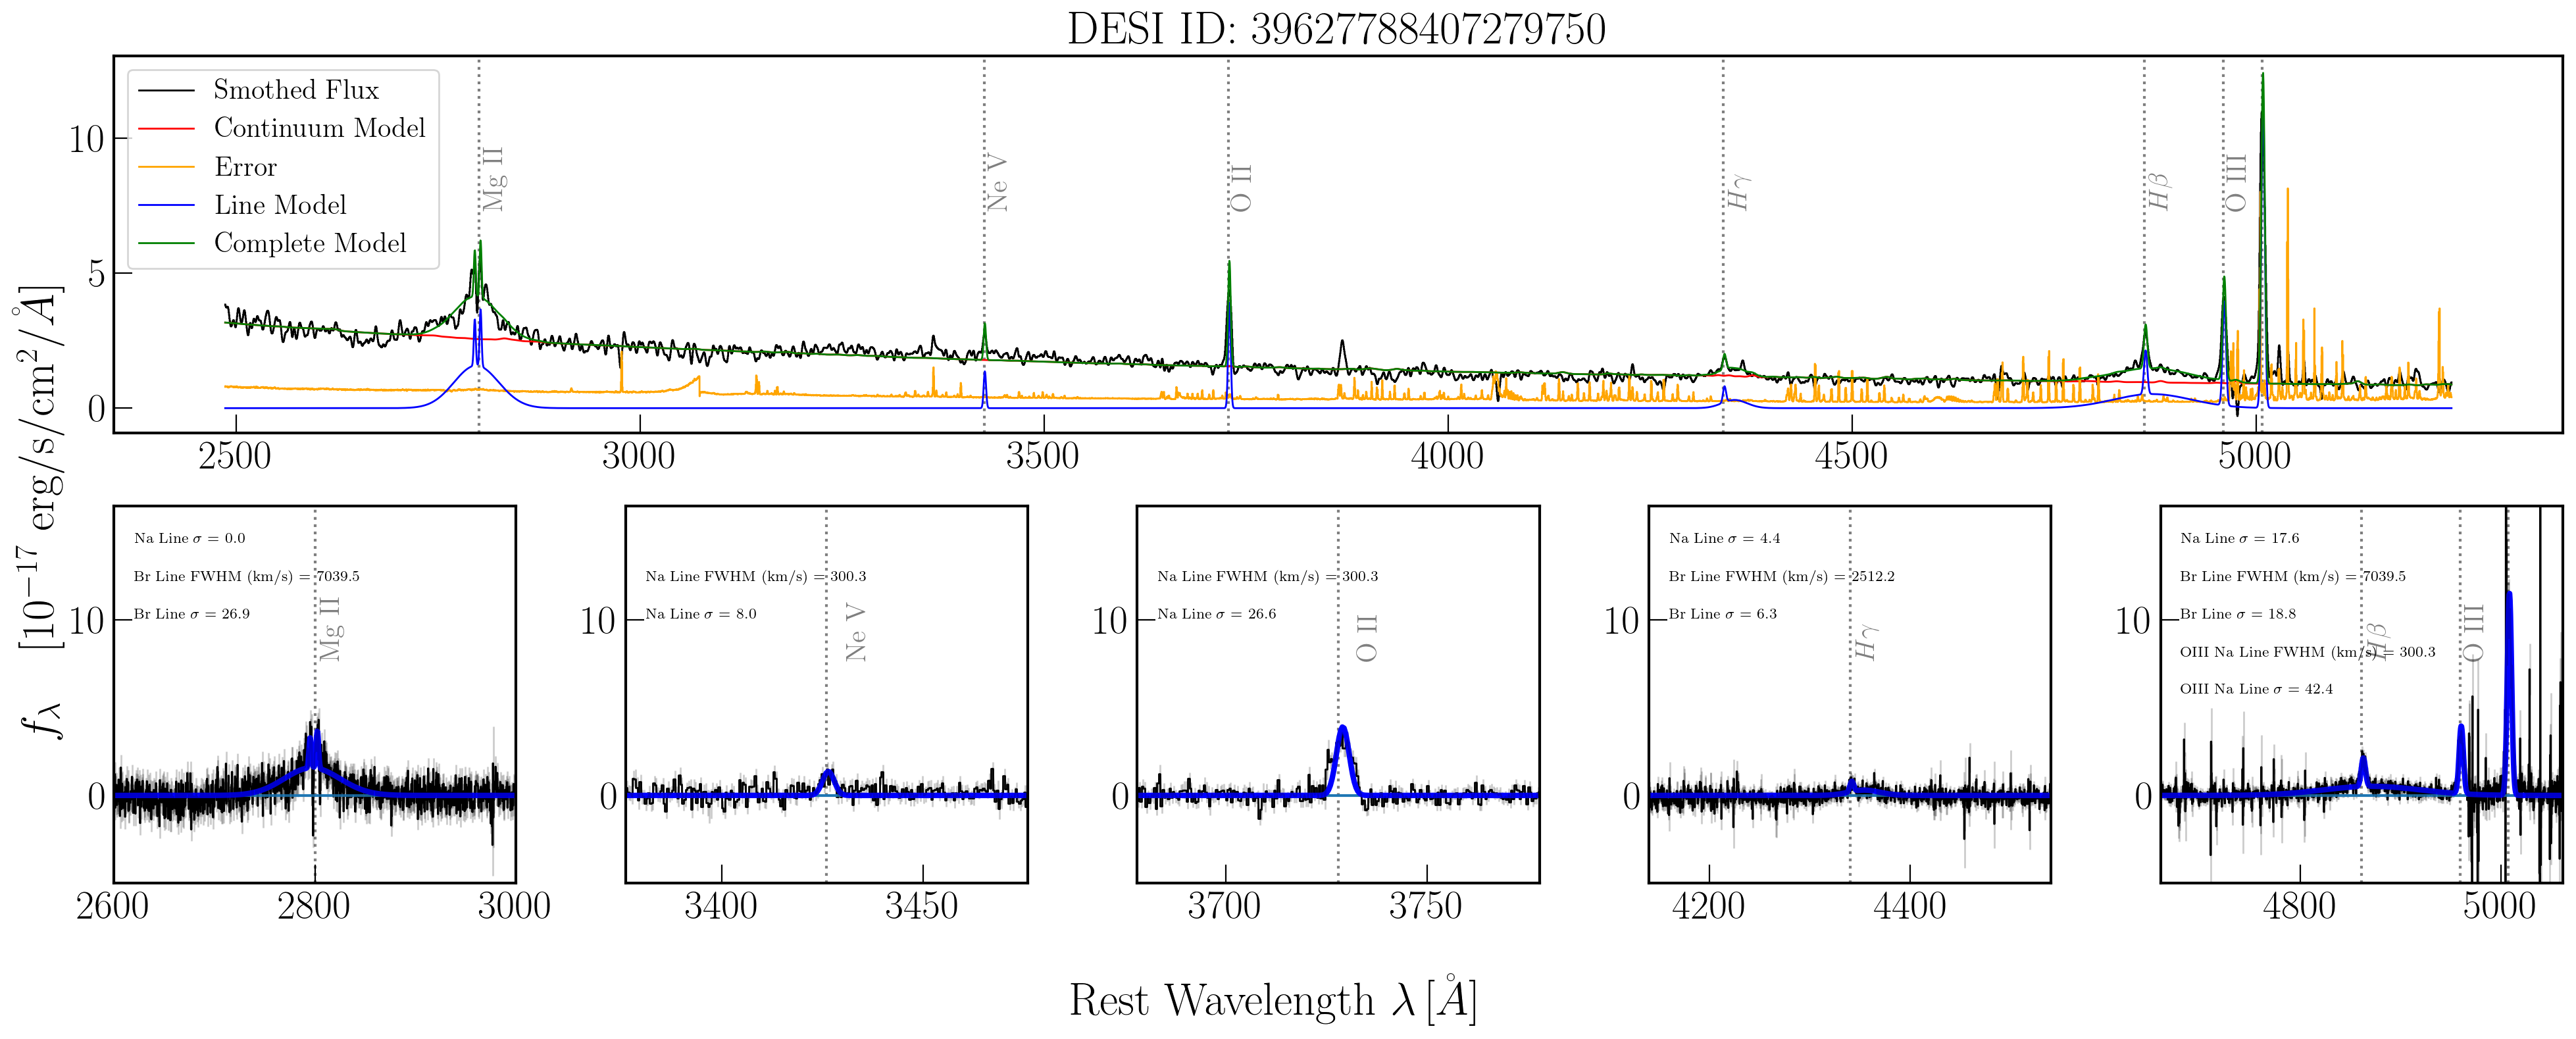 DESI ID: 39627788407279750
Smothed Flux
Continuum Model
Error
Line Model
Complete Model
Mg II
Ne V
O II
Hγ
Hβ
O III
10
5
0
2500 3000 3500 4000 4500 5000
fλ [10⁻¹⁷ erg/s/cm²/Å]
Na Line σ = 0.0
Br Line FWHM (km/s) = 7039.5
Br Line σ = 26.9
Mg II
10
0
2600 2800 3000
Na Line FWHM (km/s) = 300.3
Na Line σ = 8.0
Ne V
10
0
3400 3450
Na Line FWHM (km/s) = 300.3
Na Line σ = 26.6
O II
10
0
3700 3750
Na Line σ = 4.4
Br Line FWHM (km/s) = 2512.2
Br Line σ = 6.3
Hγ
10
0
4200 4400
Na Line σ = 17.6
Br Line FWHM (km/s) = 7039.5
Br Line σ = 18.8
OIII Na Line FWHM (km/s) = 300.3
OIII Na Line σ = 42.4
Hβ
O III
10
0
4800 5000
Rest Wavelength λ [Å]